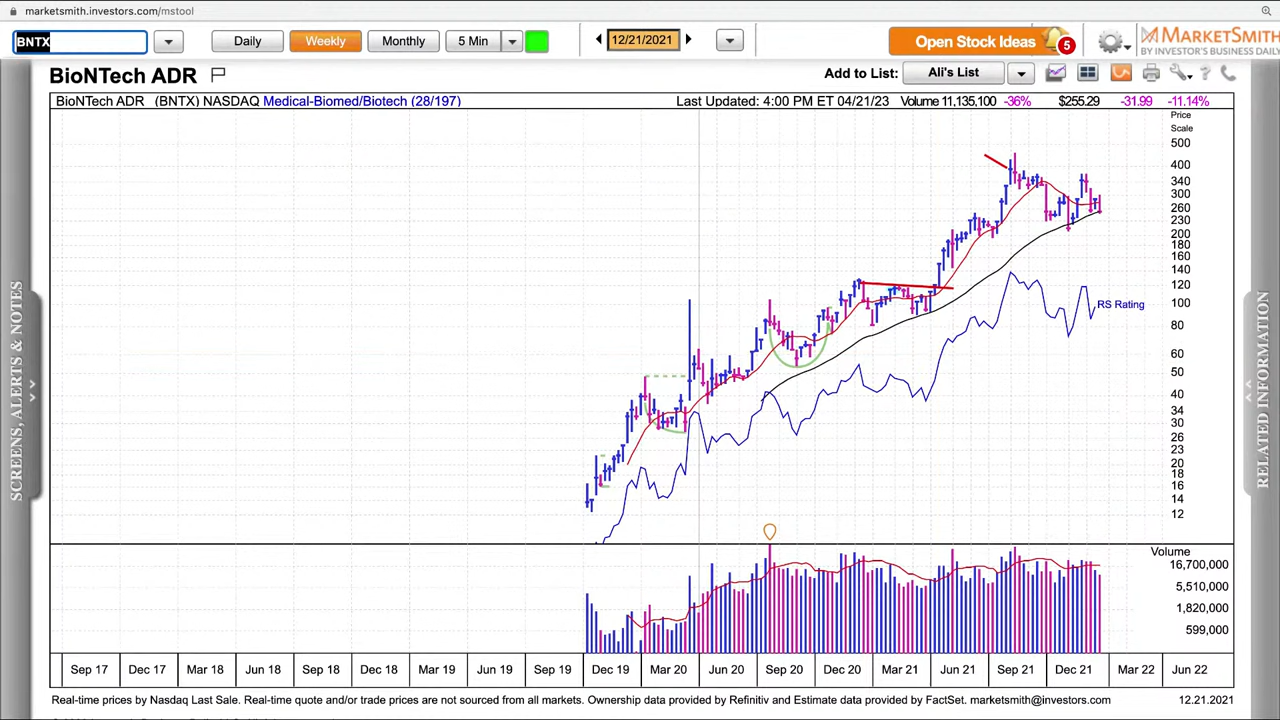 marketsmith.investors.com/mstool
BNTX
Daily
Weekly
Monthly
5 Min
12/21/2021
Open Stock Ideas
5
MARKETSMITH
BY INVESTOR'S BUSINESS DAILY
BioNTech ADR
Add to List:
Ali's List
?
BioNTech ADR (BNTX) NASDAQ Medical-Biomed/Biotech (28/197)
Last Updated: 4:00 PM ET 04/21/23 Volume 11,135,100 -36% $255.29 -31.99 -11.14%
Price
Scale
500
400
340
300
260
230
200
180
160
140
120
100
80
60
50
40
34
30
26
23
20
18
16
14
12
RS Rating
SCREENS, ALERTS & NOTES
RELATED INFORMATION
Volume
16,700,000
5,510,000
1,820,000
599,000
Sep 17 Dec 17 Mar 18 Jun 18 Sep 18 Dec 18 Mar 19 Jun 19 Sep 19 Dec 19 Mar 20 Jun 20 Sep 20 Dec 20 Mar 21 Jun 21 Sep 21 Dec 21 Mar 22 Jun 22
Real-time prices by Nasdaq Last Sale. Real-time quote and/or trade prices are not sourced from all markets. Ownership data provided by Refinitiv and Estimate data provided by FactSet. marketsmith@investors.com
12.21.2021